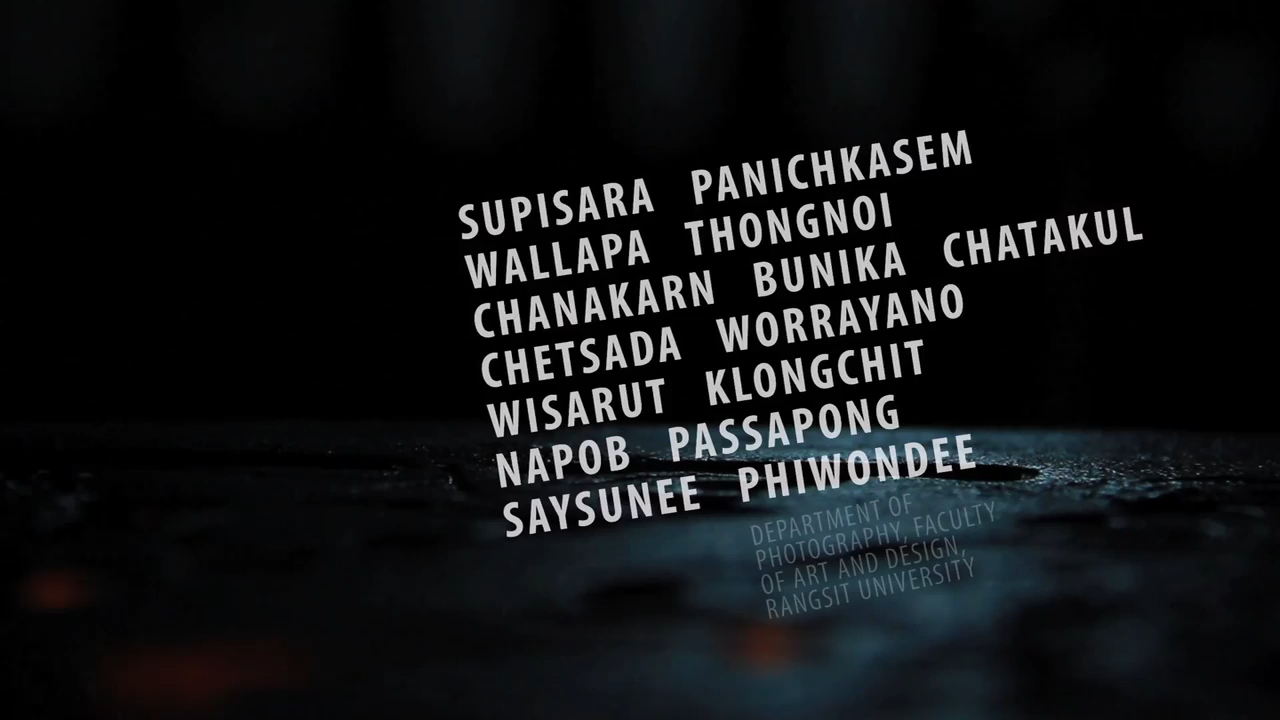 SUPISARA PANICHKASEM
WALLAPA THONGNOI
CHANAKARN BUNIKA CHATAKUL
CHETSADA WORRAYANO
WISARUT KLONGCHIT
NAPOB PASSAPONG
SAYSUNEE PHIWONDEE
DEPARTMENT OF
PHOTOGRAPHY, FACULTY
OF ART AND DESIGN,
RANGSIT UNIVERSITY